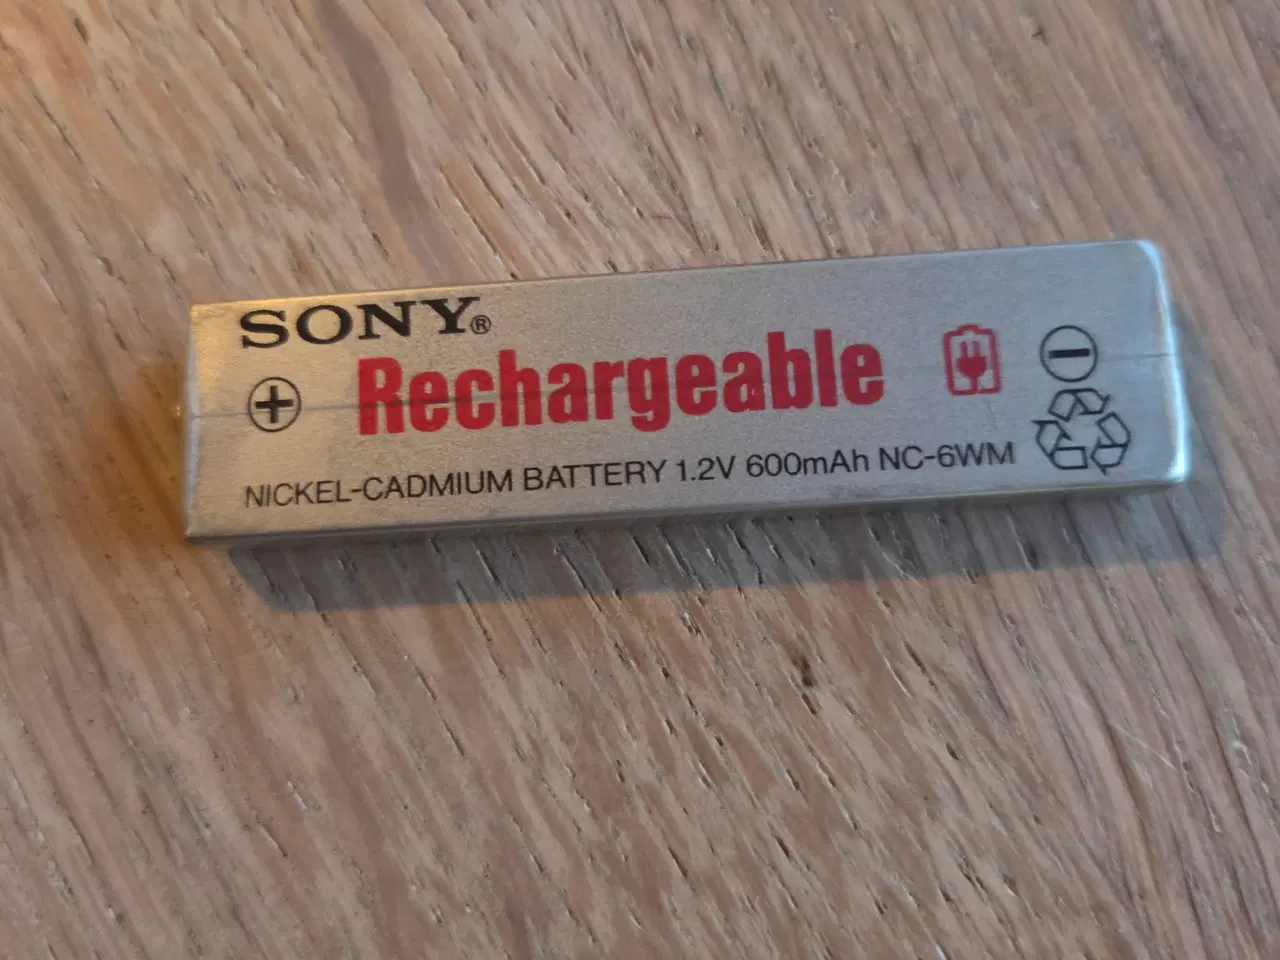 SONY®
Rechargeable
NICKEL-CADMIUM BATTERY 1.2V 600mAh NC-6WM